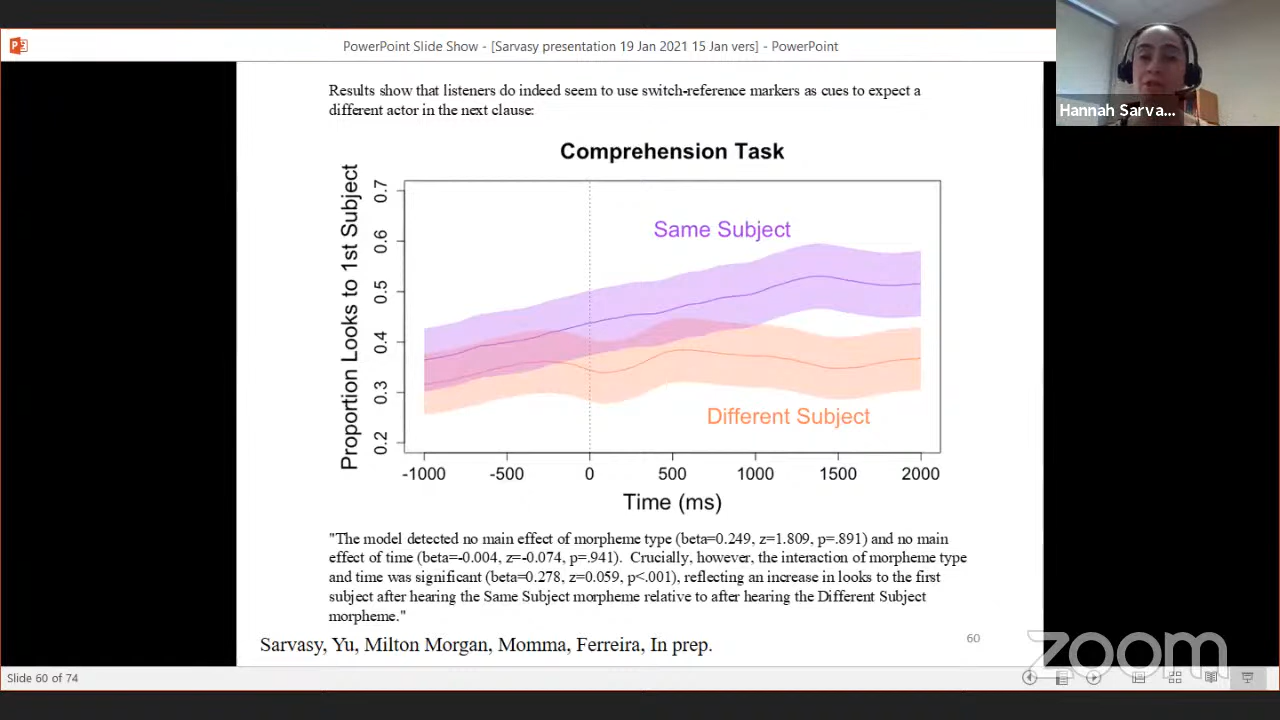 PowerPoint Slide Show - [Sarvasy presentation 19 Jan 2021 15 Jan vers] - PowerPoint
Hannah Sarva...
Results show that listeners do indeed seem to use switch-reference markers as cues to expect a
different actor in the next clause:
Comprehension Task
Proportion Looks to 1st Subject
0.7
0.6
0.5
0.4
0.3
0.2
Same Subject
Different Subject
-1000 -500 0 500 1000 1500 2000
Time (ms)
"The model detected no main effect of morpheme type (beta=0.249, z=1.809, p=.891) and no main
effect of time (beta=-0.004, z=-0.074, p=.941). Crucially, however, the interaction of morpheme type
and time was significant (beta=0.278, z=0.059, p<.001), reflecting an increase in looks to the first
subject after hearing the Same Subject morpheme relative to after hearing the Different Subject
morpheme."
Sarvasy, Yu, Milton Morgan, Momma, Ferreira, In prep.
60
zoom
Slide 60 of 74